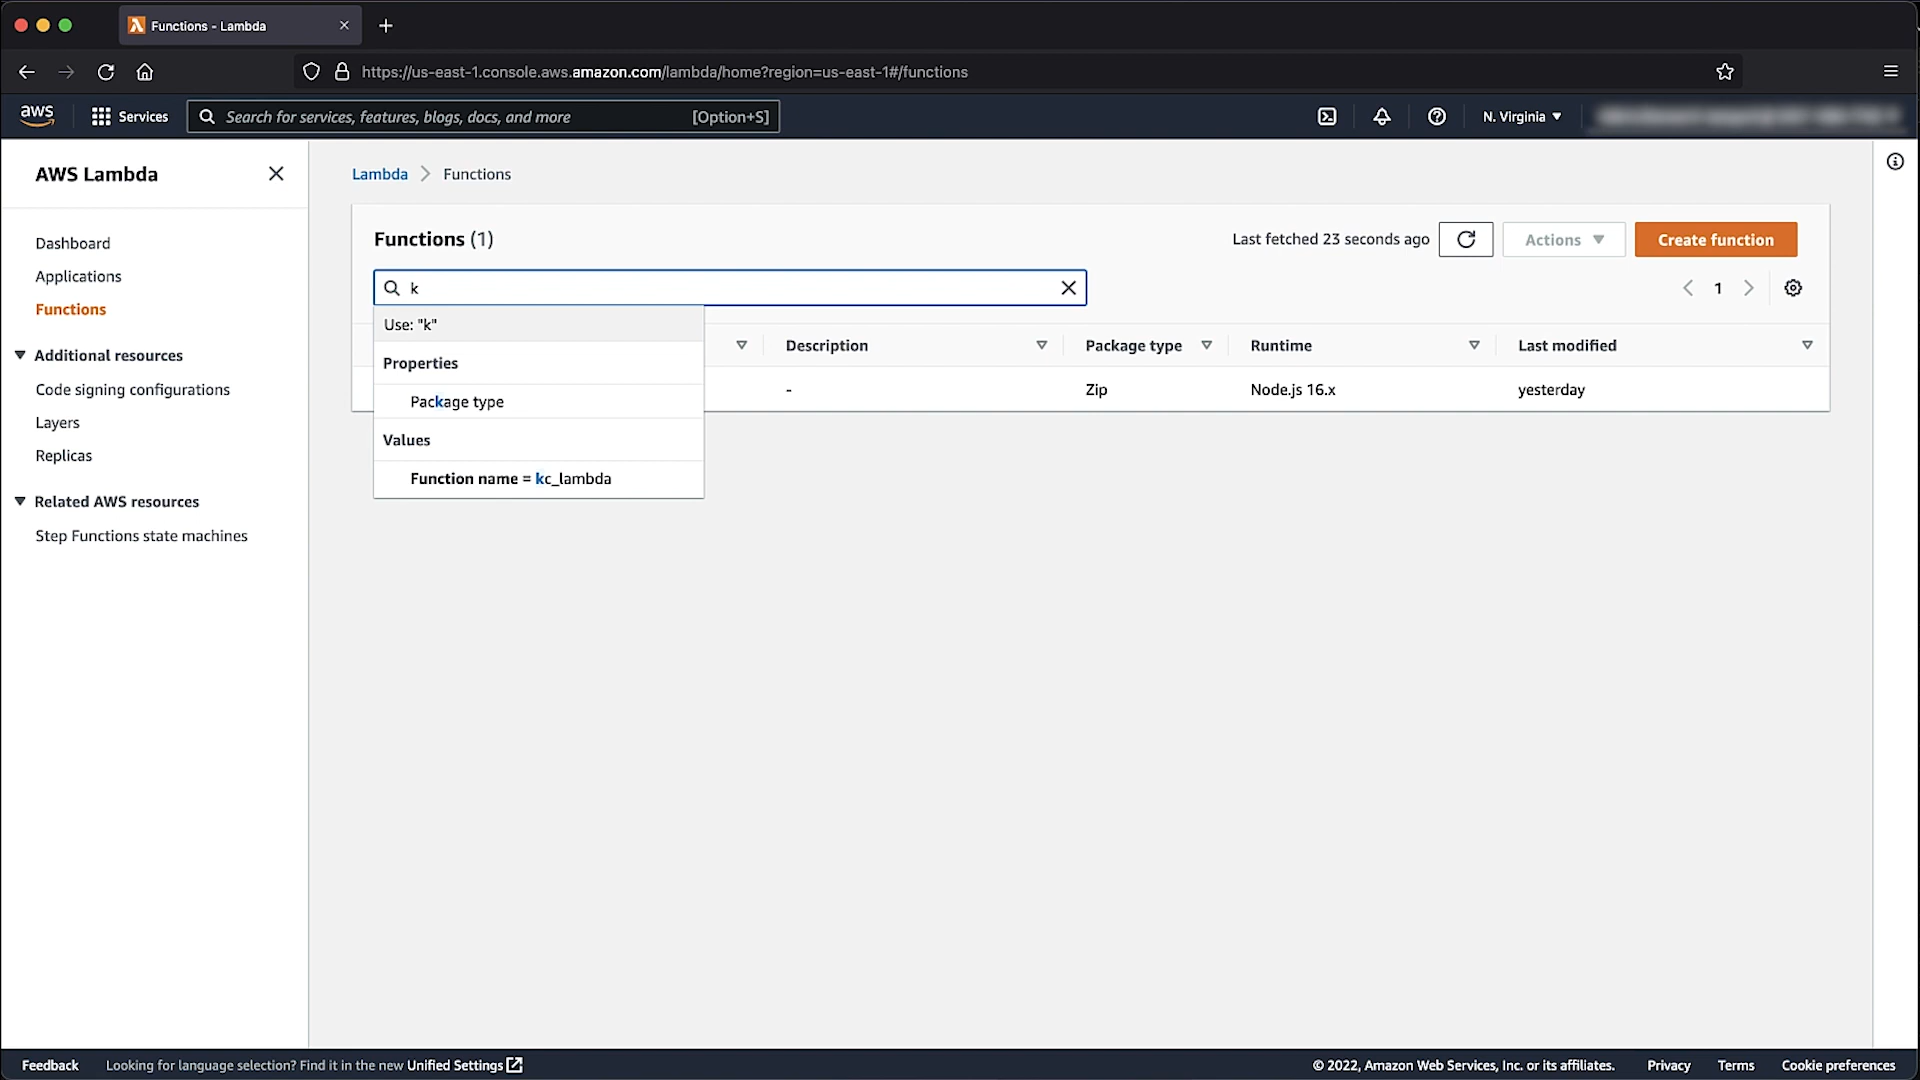 Functions - Lambda
https://us-east-1.console.aws.amazon.com/lambda/home?region=us-east-1#/functions
aws
Services
Search for services, features, blogs, docs, and more [Option+S]
N. Virginia
AWS Lambda
Dashboard
Applications
Functions
Additional resources
Code signing configurations
Layers
Replicas
Related AWS resources
Step Functions state machines
Lambda
Functions
Functions (1)
Last fetched 23 seconds ago
Actions
Create function
k
1
Use: "k"
Properties
Package type
Values
Function name = kc_lambda
Description
Package type
Runtime
Last modified
-
Zip
Node.js 16.x
yesterday
Feedback
Looking for language selection? Find it in the new Unified Settings
© 2022, Amazon Web Services, Inc. or its affiliates.
Privacy
Terms
Cookie preferences